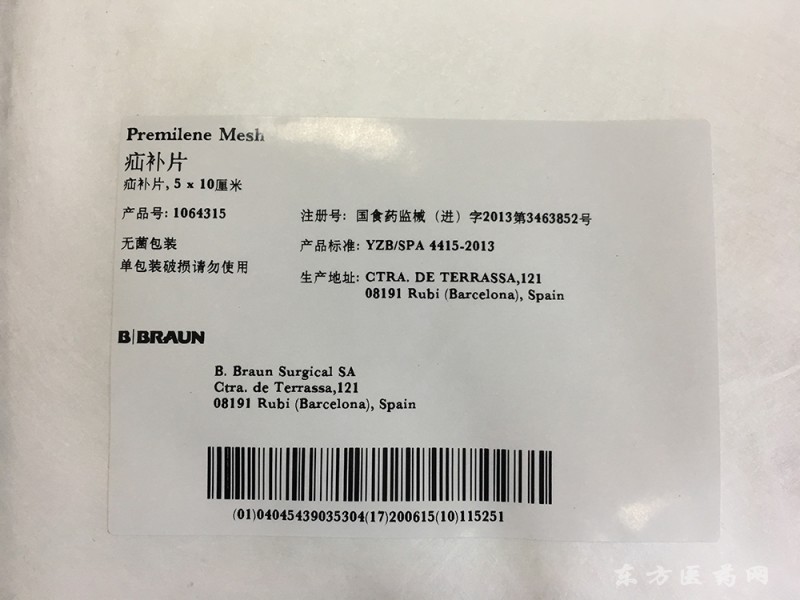 Premilene Mesh
疝补片
疝补片, 5 x 10厘米
产品号: 1064315
注册号: 国食药监械（进）字2013第3463852号
无菌包装
产品标准: YZB/SPA 4415-2013
单包装破损请勿使用
生产地址: CTRA. DE TERRASSA,121
08191 Rubi (Barcelona), Spain
B|BRAUN
B. Braun Surgical SA
Ctra. de Terrassa,121
08191 Rubi (Barcelona), Spain
(01)04045439035304(17)200615(10)115251
东方医药网